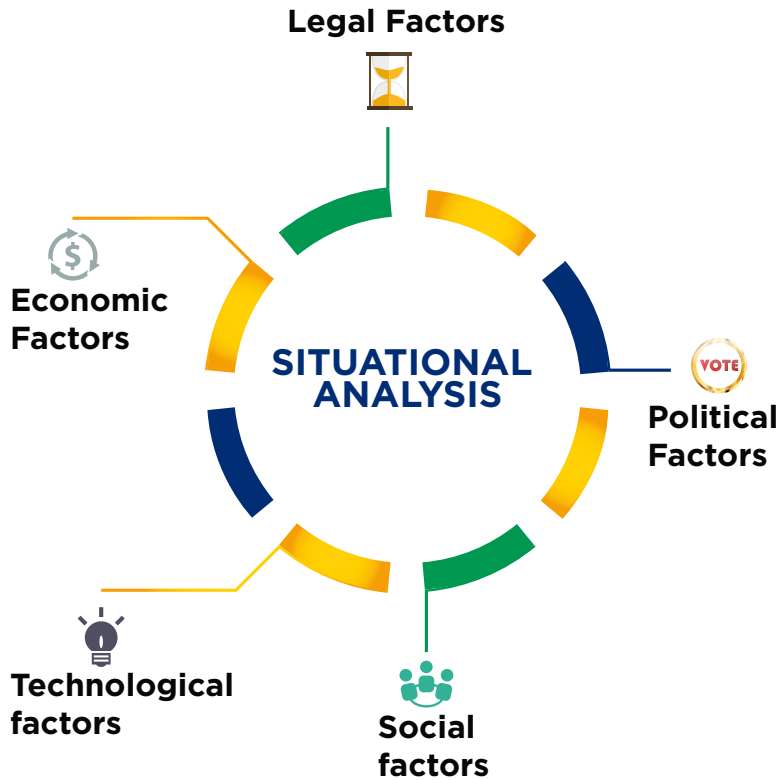 Legal Factors
$
Economic
Factors
SITUATIONAL
ANALYSIS
VOTE
Political
Factors
Technological
factors
Social
factors